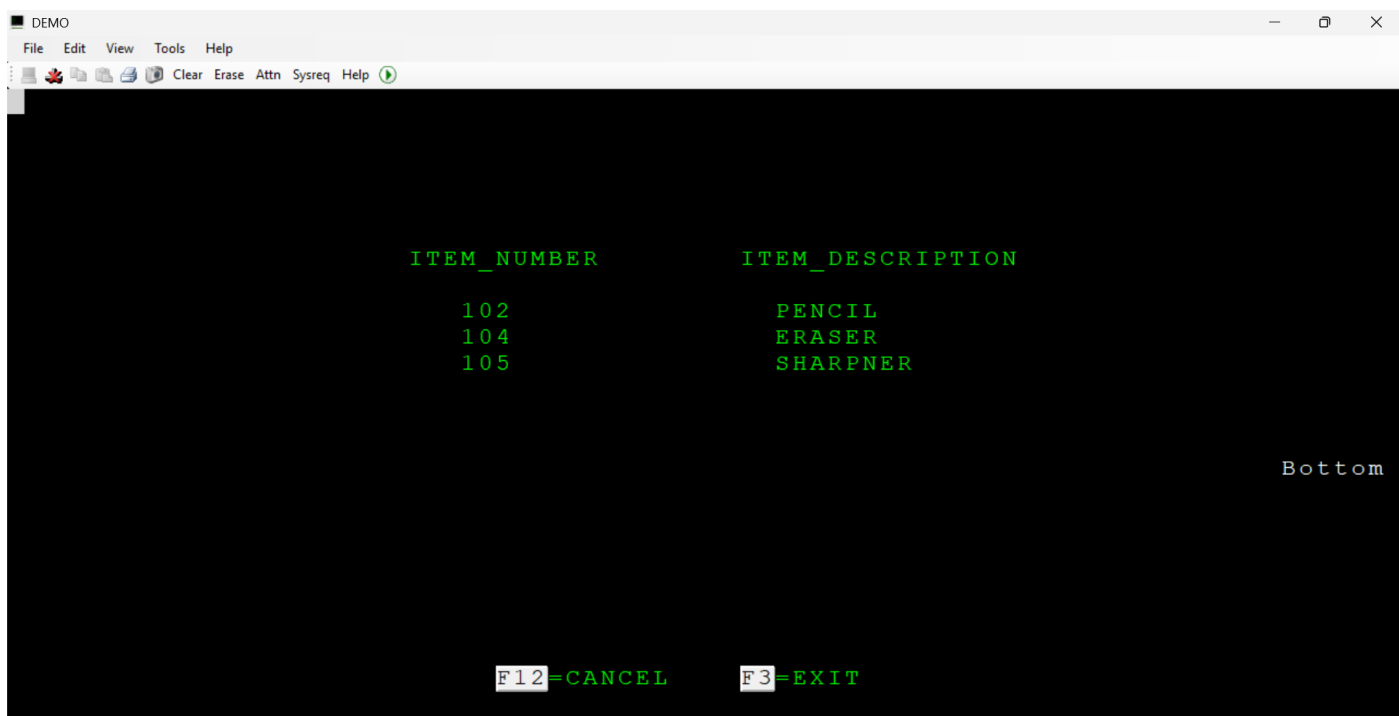 DEMO
File Edit View Tools Help
Clear Erase Attn Sysreq Help
ITEM_NUMBER ITEM_DESCRIPTION
102 PENCIL
104 ERASER
105 SHARPNER
Bottom
F12=CANCEL F3=EXIT